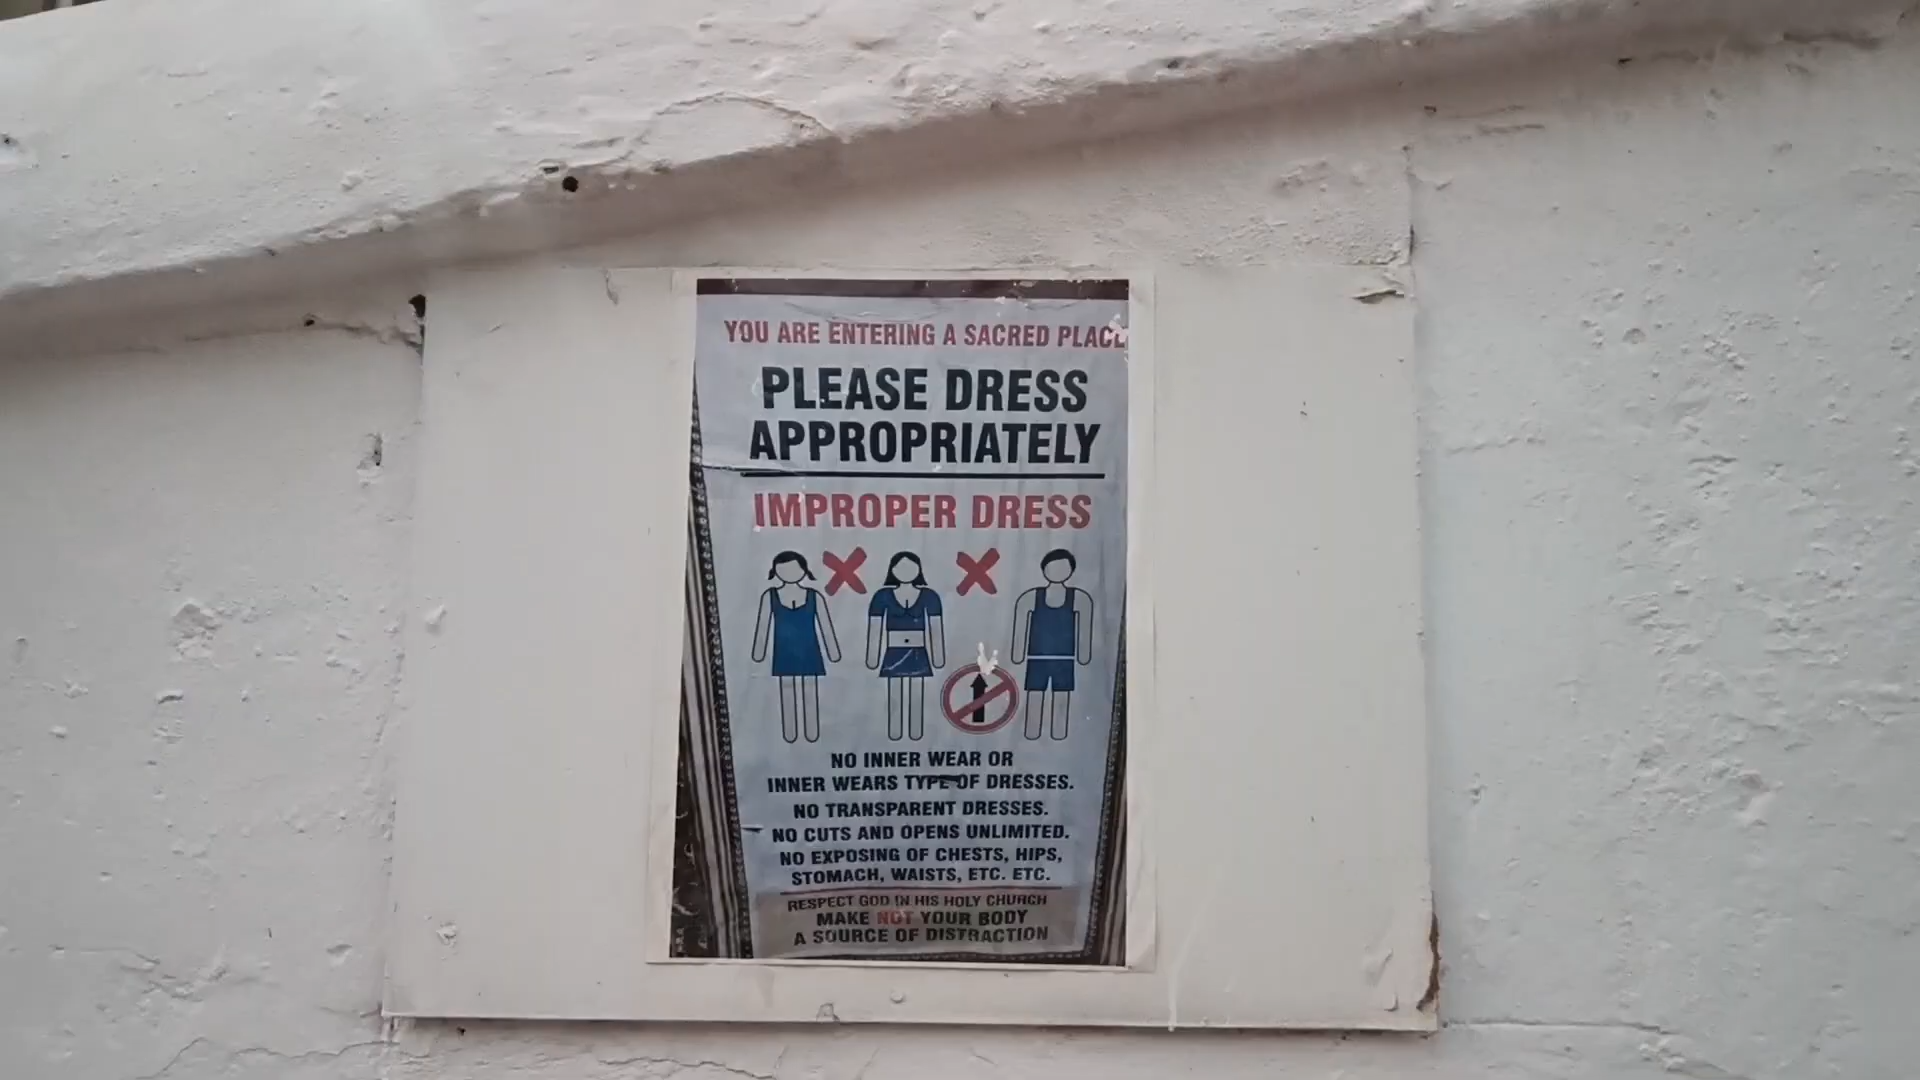 YOU ARE ENTERING A SACRED PLACE
PLEASE DRESS
APPROPRIATELY
IMPROPER DRESS
NO INNER WEAR OR
INNER WEARS TYPE OF DRESSES.
NO TRANSPARENT DRESSES.
NO CUTS AND OPENS UNLIMITED.
NO EXPOSING OF CHESTS, HIPS,
STOMACH, WAISTS, ETC. ETC.
RESPECT GOD IN HIS HOLY CHURCH
MAKE NOT YOUR BODY
A SOURCE OF DISTRACTION